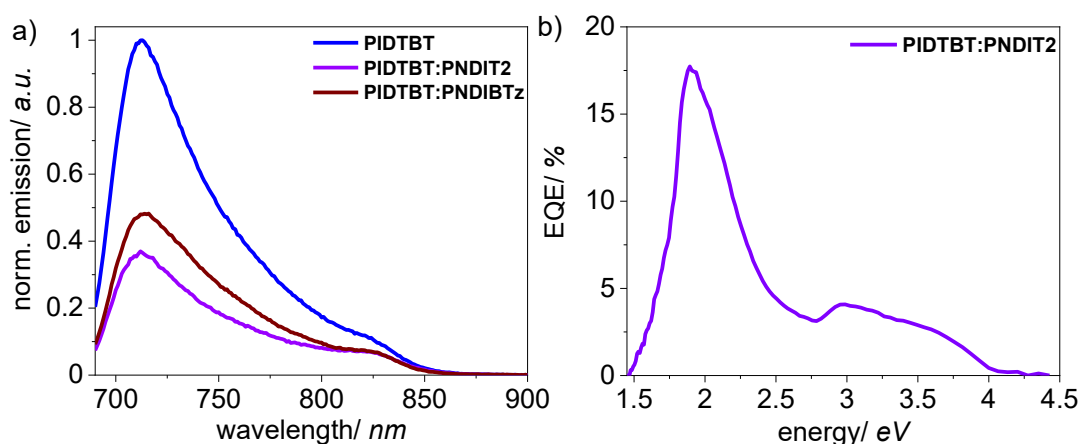 a)
PIDTBT
PIDTBT:PNDIT2
PIDTBT:PNDIBTz
norm. emission/ a.u.
1
0.8
0.6
0.4
0.2
0
700 750 800 850 900
wavelength/ nm
b)
PIDTBT:PNDIT2
EQE/ %
20
15
10
5
0
1.5 2 2.5 3 3.5 4 4.5
energy/ eV